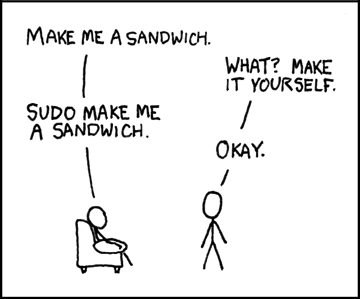 MAKE ME A SANDWICH.
WHAT? MAKE
IT YOURSELF.
SUDO MAKE ME
A SANDWICH.
OKAY.